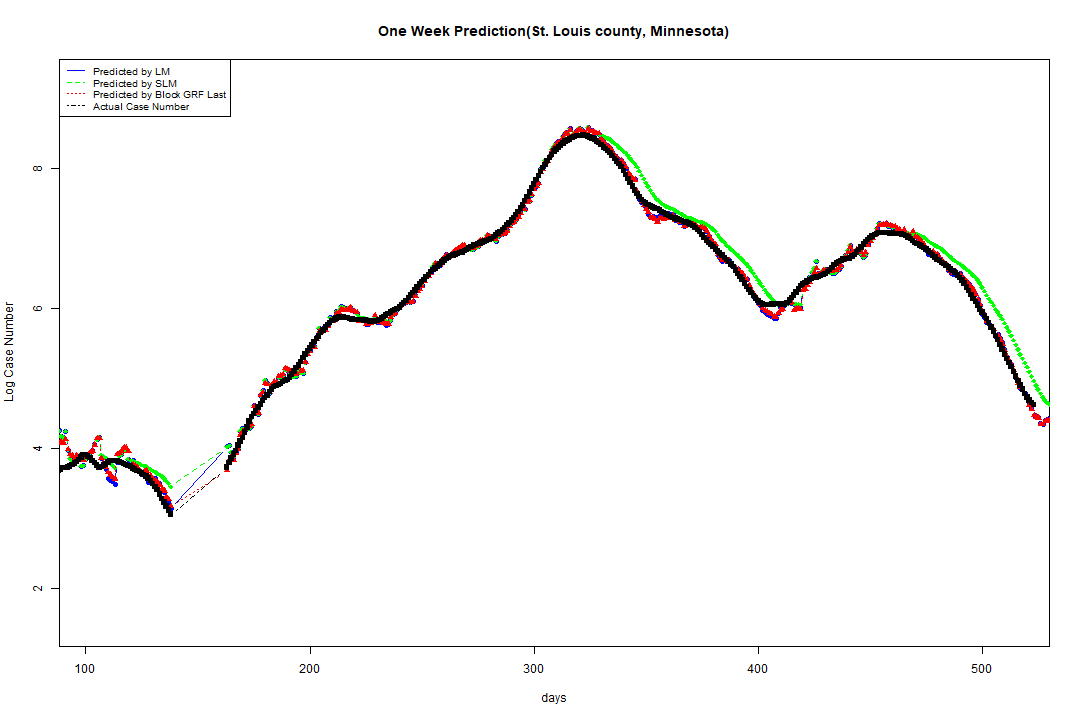 One Week Prediction(St. Louis county, Minnesota)
Predicted by LM
Predicted by SLM
Predicted by Block GRF Last
Actual Case Number
8
6
4
2
Log Case Number
100 200 300 400 500
days